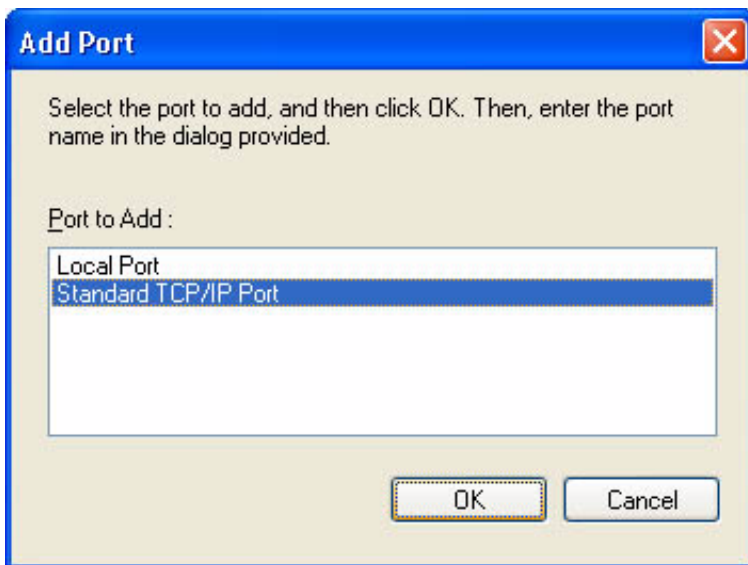 Add Port
Select the port to add, and then click OK. Then, enter the port
name in the dialog provided.
Port to Add :
Local Port
Standard TCP/IP Port
OK
Cancel